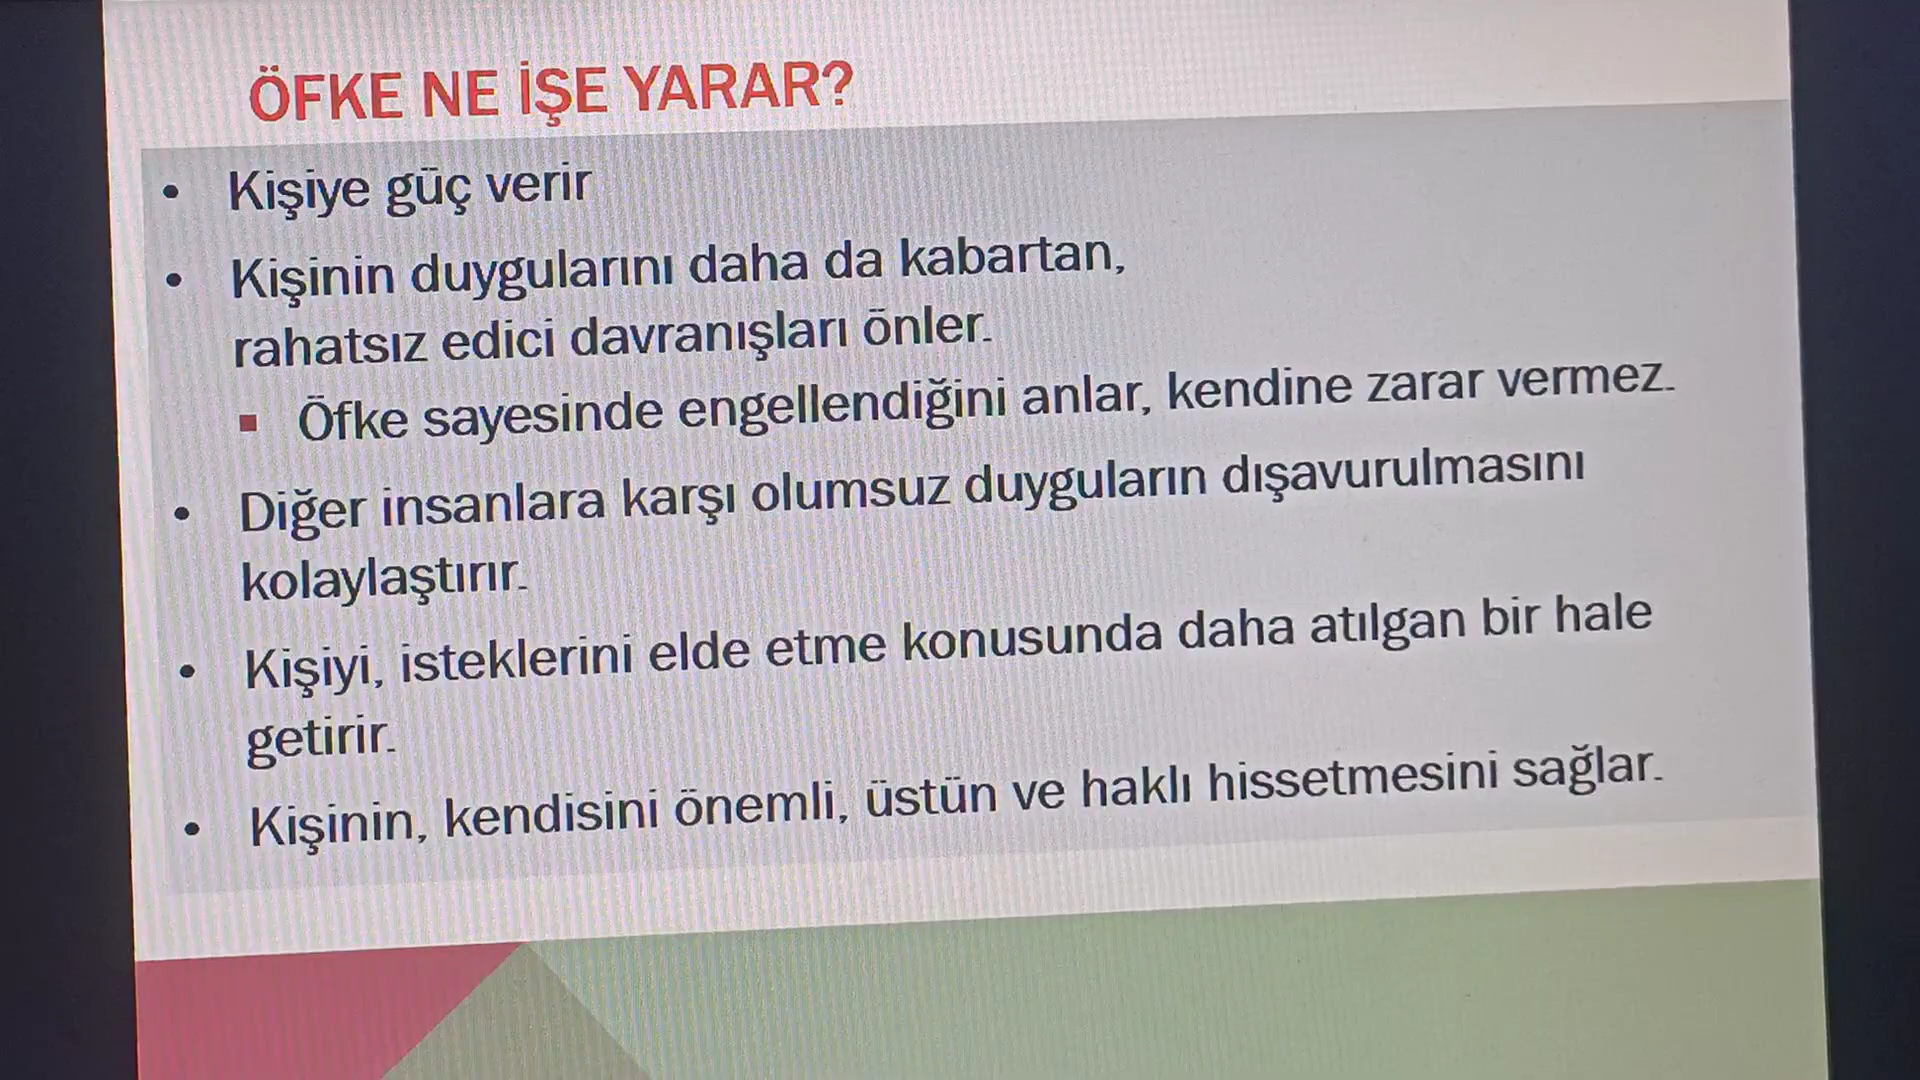 ÖFKE NE İŞE YARAR?
• Kişiye güç verir
• Kişinin duygularını daha da kabartan,
rahatsız edici davranışları önler.
▪ Öfke sayesinde engellendiğini anlar, kendine zarar vermez.
• Diğer insanlara karşı olumsuz duyguların dışavurulmasını
kolaylaştırır.
• Kişiyi, isteklerini elde etme konusunda daha atılgan bir hale
getirir.
• Kişinin, kendisini önemli, üstün ve haklı hissetmesini sağlar.